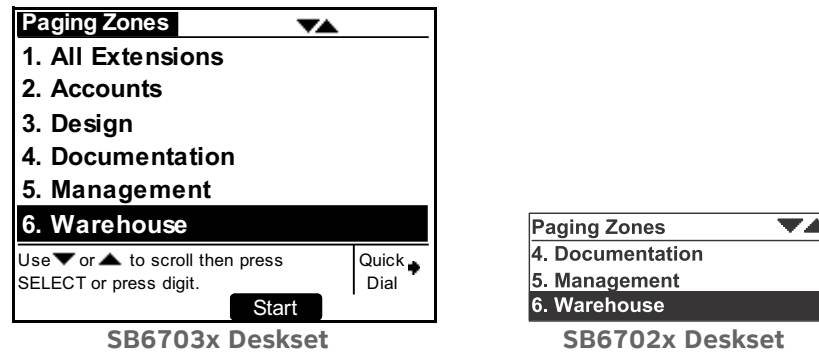 Paging Zones
1. All Extensions
2. Accounts
3. Design
4. Documentation
5. Management
6. Warehouse
Use ▼ or ▲ to scroll then press
SELECT or press digit.
Quick
Dial
Start
SB6703x Deskset
Paging Zones
4. Documentation
5. Management
6. Warehouse
SB6702x Deskset